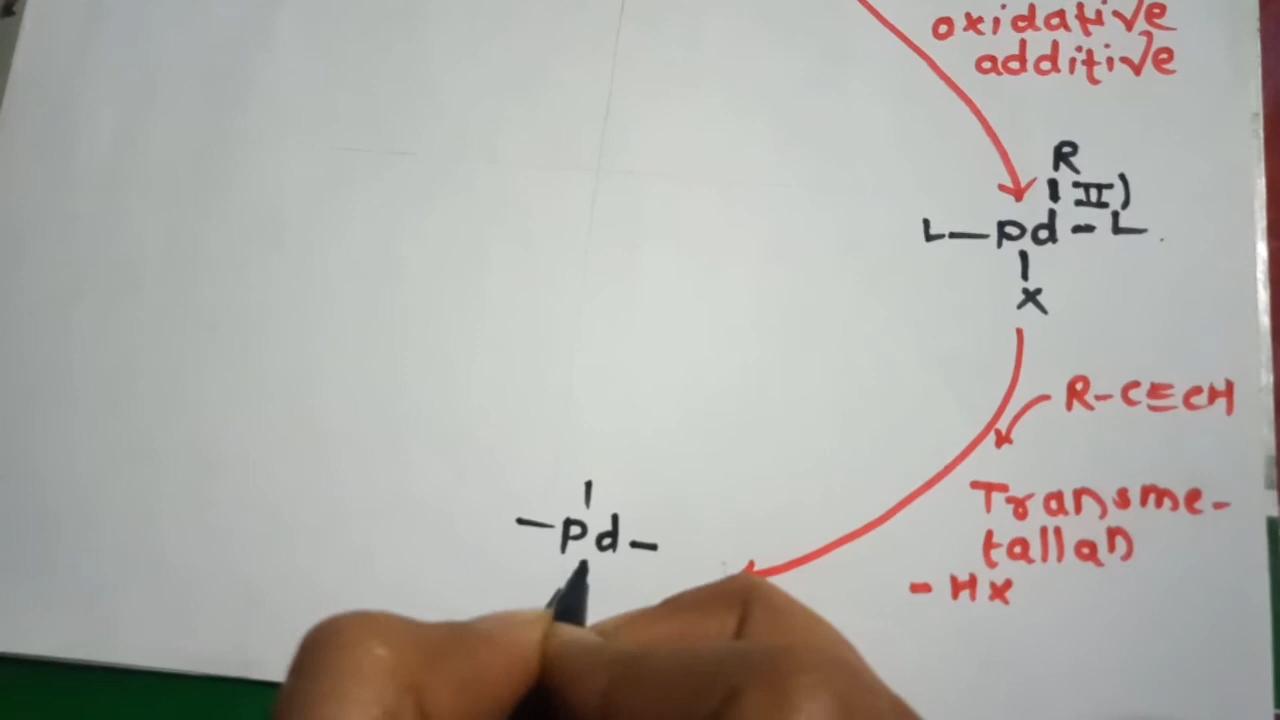 oxidative
additive
R
(II)
L-Pd-L
X
R-C≡CH
Transme-
tallan
-Pd-
- HX